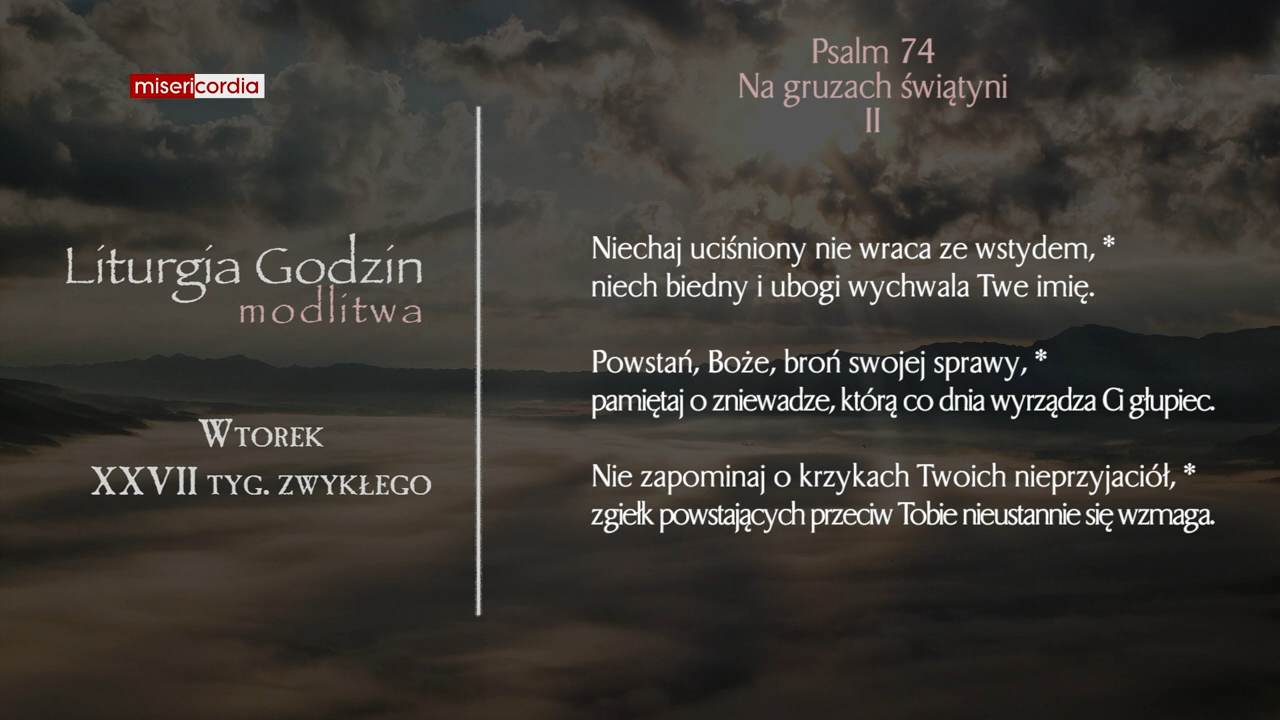 misericordia
Liturgia Godzin
modlitwa
Wtorek
XXVII tyg. zwykłego
Psalm 74
Na gruzach świątyni
II
Niechaj uciśniony nie wraca ze wstydem, *
niech biedny i ubogi wychwala Twe imię.
Powstań, Boże, broń swojej sprawy, *
pamiętaj o zniewadze, którą co dnia wyrządza Ci głupiec.
Nie zapominaj o krzykach Twoich nieprzyjaciół, *
zgiełk powstających przeciw Tobie nieustannie się wzmaga.